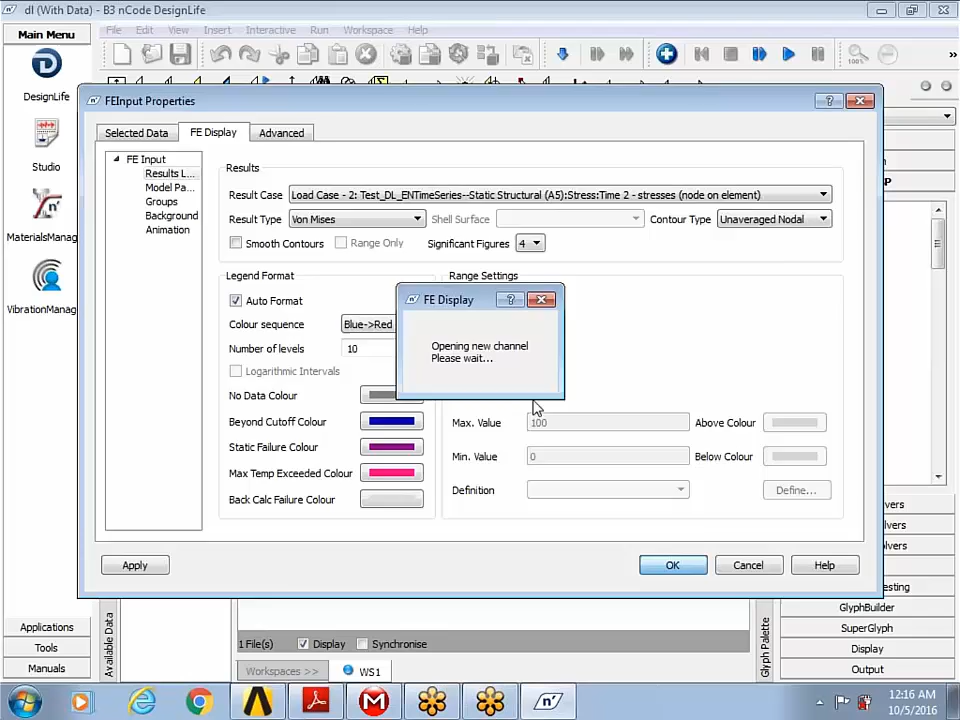 dl (With Data) - B3 nCode DesignLife
Main Menu
File Edit View Insert Interactive Run Workspace Help
DesignLife
Studio
MaterialsManag
VibrationManag
Applications
Tools
Manuals
FEInput Properties
Selected Data FE Display Advanced
FE Input
Results L...
Model Pa...
Groups
Background
Animation
Results
Result Case Load Case - 2: Test_DL_ENTimeSeries--Static Structural (A5):Stress:Time 2 - stresses (node on element)
Result Type Von Mises Shell Surface Contour Type Unaveraged Nodal
Smooth Contours Range Only Significant Figures 4
Legend Format
Auto Format
Colour sequence Blue->Red
Number of levels 10
Logarithmic Intervals
No Data Colour
Beyond Cutoff Colour
Static Failure Colour
Max Temp Exceeded Colour
Back Calc Failure Colour
Range Settings
Max. Value 100 Above Colour
Min. Value 0 Below Colour
Definition Define...
FE Display
Opening new channel
Please wait...
Apply OK Cancel Help
Available Data
1 File(s) Display Synchronise
Workspaces >> WS1
Glyph Palette
GlyphBuilder
SuperGlyph
Display
Output
12:16 AM
10/5/2016